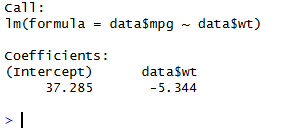 Call:
lm(formula = data$mpg ~ data$wt)
Coefficients:
(Intercept)      data$wt
     37.285       -5.344
>